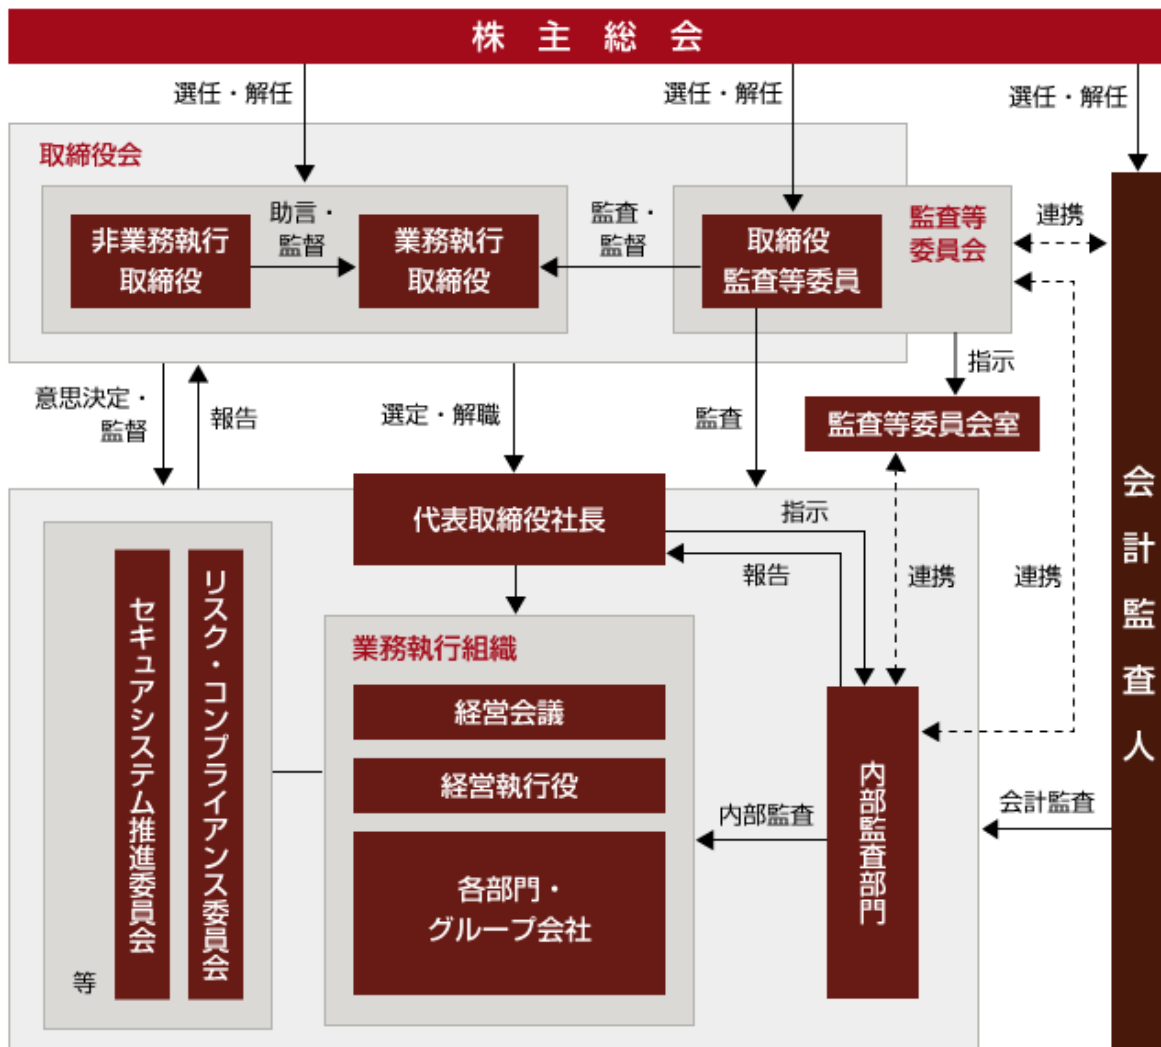 株主総会
選任・解任
選任・解任
選任・解任
取締役会
非業務執行
取締役
助言・
監督
業務執行
取締役
監査・
監督
取締役
監査等委員
監査等
委員会
連携
意思決定・
監督
報告
選定・解職
監査
指示
監査等委員会室
代表取締役社長
指示
報告
連携
連携
会計監査人
セキュアシステム推進委員会
リスク・コンプライアンス委員会
等
業務執行組織
経営会議
経営執行役
各部門・
グループ会社
内部監査
内部監査部門
会計監査